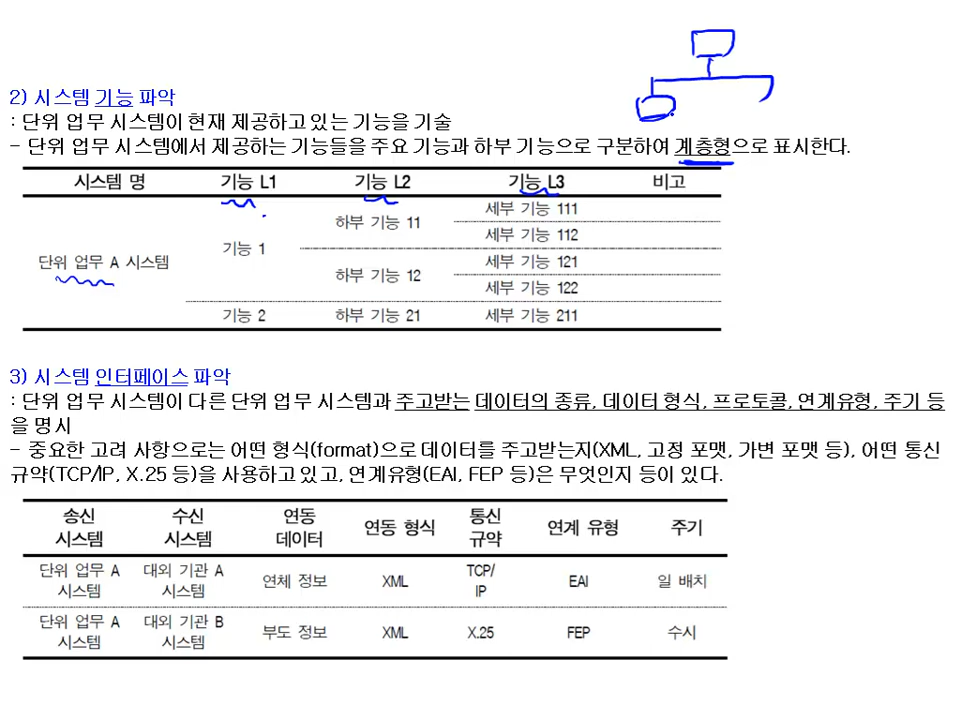 2) 시스템 기능 파악
: 단위 업무 시스템이 현재 제공하고 있는 기능을 기술
- 단위 업무 시스템에서 제공하는 기능들을 주요 기능과 하부 기능으로 구분하여 계층형으로 표시한다.
시스템 명 기능 L1 기능 L2 기능 L3 비고
단위 업무 A 시스템 기능 1 하부 기능 11 세부 기능 111
세부 기능 112
하부 기능 12 세부 기능 121
세부 기능 122
기능 2 하부 기능 21 세부 기능 211
3) 시스템 인터페이스 파악
: 단위 업무 시스템이 다른 단위 업무 시스템과 주고받는 데이터의 종류, 데이터 형식, 프로토콜, 연계유형, 주기 등
을 명시
- 중요한 고려 사항으로는 어떤 형식(format)으로 데이터를 주고받는지(XML, 고정 포맷, 가변 포맷 등), 어떤 통신
규약(TCP/IP, X.25 등)을 사용하고 있고, 연계유형(EAI, FEP 등)은 무엇인지 등이 있다.
송신 시스템 수신 시스템 연동 데이터 연동 형식 통신 규약 연계 유형 주기
단위 업무 A 시스템 대외 기관 A 시스템 연체 정보 XML TCP/IP EAI 일 배치
단위 업무 A 시스템 대외 기관 B 시스템 부도 정보 XML X.25 FEP 수시